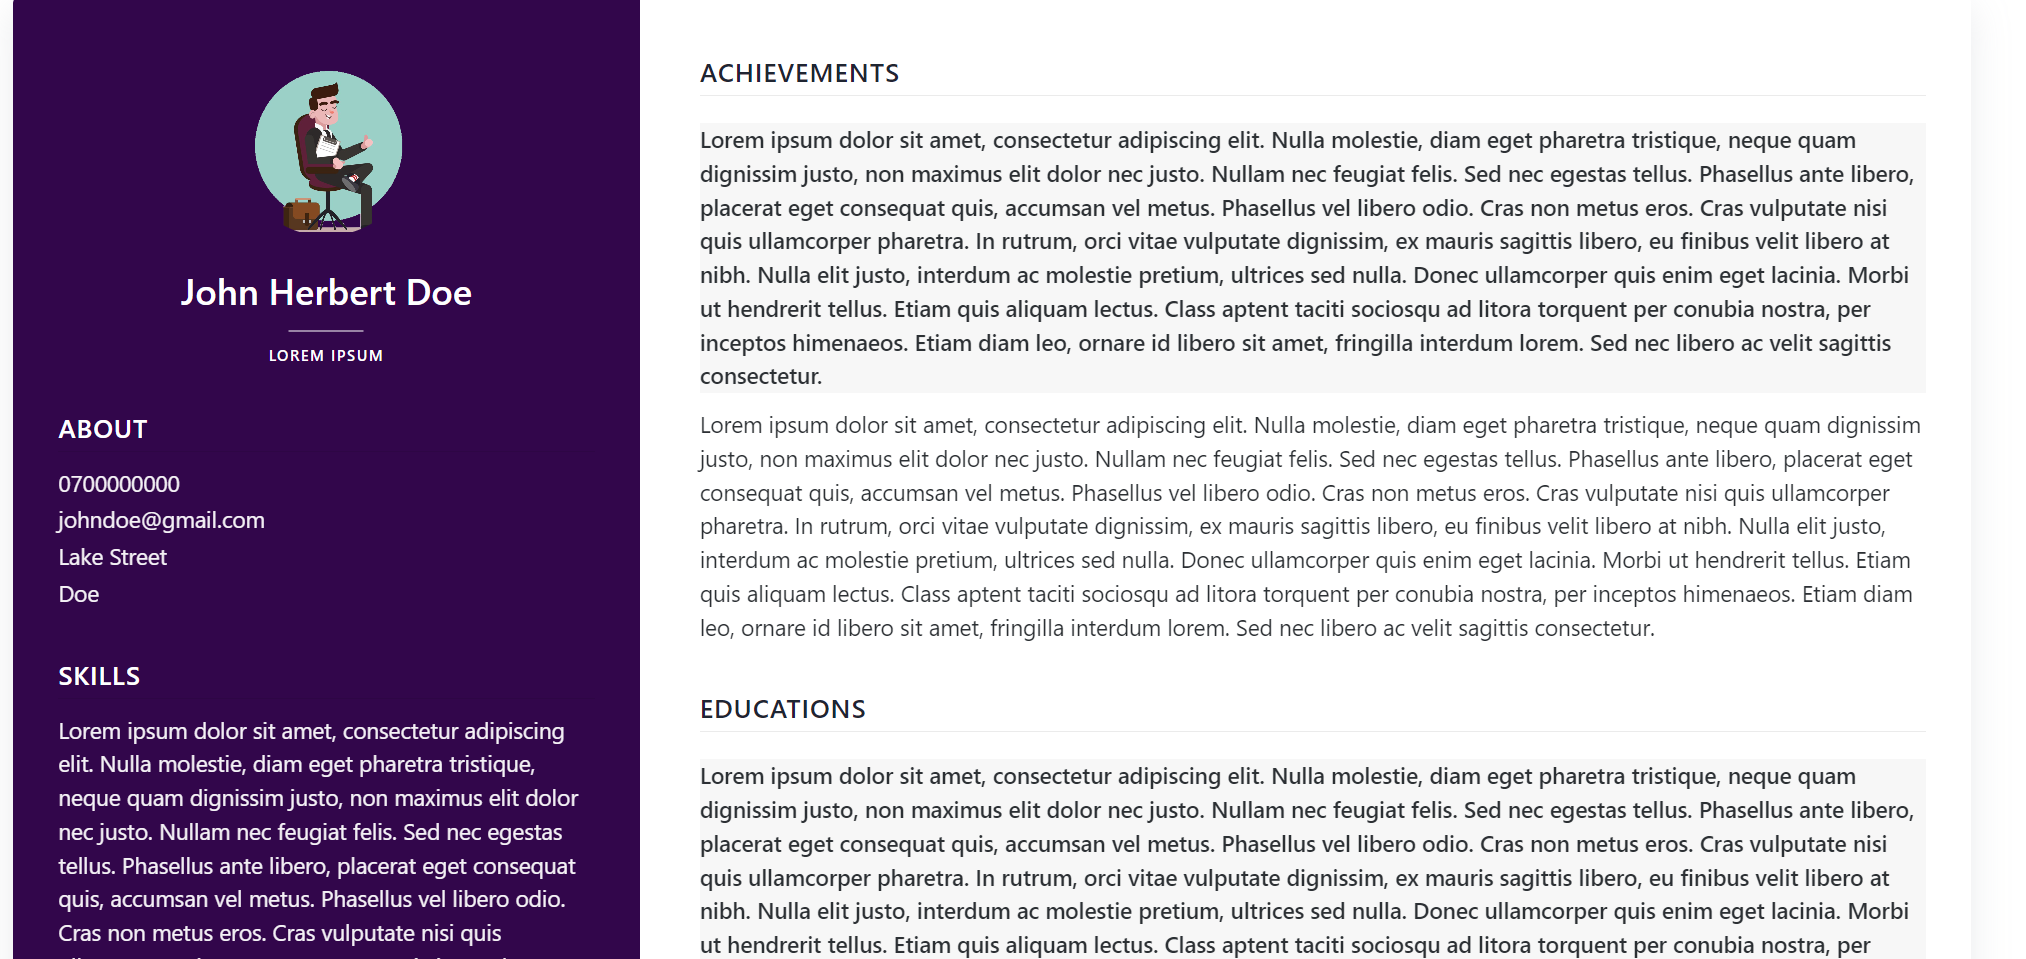 John Herbert Doe
LOREM IPSUM
ABOUT
0700000000
johndoe@gmail.com
Lake Street
Doe
SKILLS
Lorem ipsum dolor sit amet, consectetur adipiscing
elit. Nulla molestie, diam eget pharetra tristique,
neque quam dignissim justo, non maximus elit dolor
nec justo. Nullam nec feugiat felis. Sed nec egestas
tellus. Phasellus ante libero, placerat eget consequat
quis, accumsan vel metus. Phasellus vel libero odio.
Cras non metus eros. Cras vulputate nisi quis
ACHIEVEMENTS
Lorem ipsum dolor sit amet, consectetur adipiscing elit. Nulla molestie, diam eget pharetra tristique, neque quam
dignissim justo, non maximus elit dolor nec justo. Nullam nec feugiat felis. Sed nec egestas tellus. Phasellus ante libero,
placerat eget consequat quis, accumsan vel metus. Phasellus vel libero odio. Cras non metus eros. Cras vulputate nisi
quis ullamcorper pharetra. In rutrum, orci vitae vulputate dignissim, ex mauris sagittis libero, eu finibus velit libero at
nibh. Nulla elit justo, interdum ac molestie pretium, ultrices sed nulla. Donec ullamcorper quis enim eget lacinia. Morbi
ut hendrerit tellus. Etiam quis aliquam lectus. Class aptent taciti sociosqu ad litora torquent per conubia nostra, per
inceptos himenaeos. Etiam diam leo, ornare id libero sit amet, fringilla interdum lorem. Sed nec libero ac velit sagittis
consectetur.
Lorem ipsum dolor sit amet, consectetur adipiscing elit. Nulla molestie, diam eget pharetra tristique, neque quam dignissim
justo, non maximus elit dolor nec justo. Nullam nec feugiat felis. Sed nec egestas tellus. Phasellus ante libero, placerat eget
consequat quis, accumsan vel metus. Phasellus vel libero odio. Cras non metus eros. Cras vulputate nisi quis ullamcorper
pharetra. In rutrum, orci vitae vulputate dignissim, ex mauris sagittis libero, eu finibus velit libero at nibh. Nulla elit justo,
interdum ac molestie pretium, ultrices sed nulla. Donec ullamcorper quis enim eget lacinia. Morbi ut hendrerit tellus. Etiam
quis aliquam lectus. Class aptent taciti sociosqu ad litora torquent per conubia nostra, per inceptos himenaeos. Etiam diam
leo, ornare id libero sit amet, fringilla interdum lorem. Sed nec libero ac velit sagittis consectetur.
EDUCATIONS
Lorem ipsum dolor sit amet, consectetur adipiscing elit. Nulla molestie, diam eget pharetra tristique, neque quam
dignissim justo, non maximus elit dolor nec justo. Nullam nec feugiat felis. Sed nec egestas tellus. Phasellus ante libero,
placerat eget consequat quis, accumsan vel metus. Phasellus vel libero odio. Cras non metus eros. Cras vulputate nisi
quis ullamcorper pharetra. In rutrum, orci vitae vulputate dignissim, ex mauris sagittis libero, eu finibus velit libero at
nibh. Nulla elit justo, interdum ac molestie pretium, ultrices sed nulla. Donec ullamcorper quis enim eget lacinia. Morbi
ut hendrerit tellus. Etiam quis aliquam lectus. Class aptent taciti sociosqu ad litora torquent per conubia nostra, per